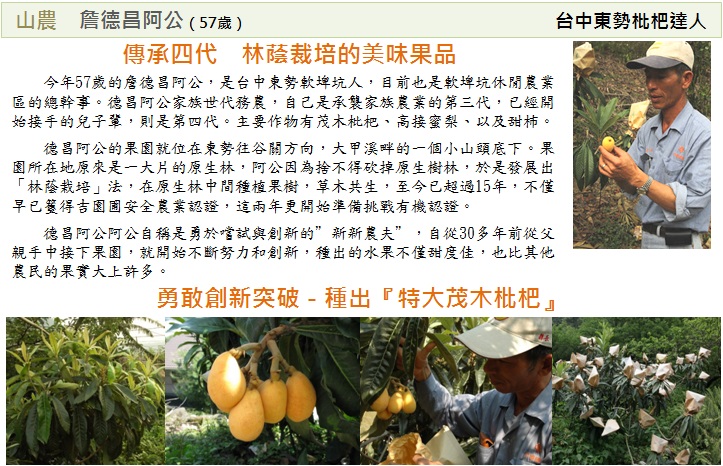 山農　詹德昌阿公（57歲）
台中東勢枇杷達人
傳承四代　林蔭栽培的美味果品
今年57歲的詹德昌阿公，是台中東勢軟埤坑人，目前也是軟埤坑休閒農業
區的總幹事。德昌阿公家族世代務農，自己是承襲家族農業的第三代，已經開
始接手的兒子輩，則是第四代。主要作物有茂木枇杷、高接蜜梨、以及甜柿。
德昌阿公的果園就位在東勢往谷關方向，大甲溪畔的一個小山頭底下。果
園所在地原來是一大片的原生林，阿公因為捨不得砍掉原生樹林，於是發展出
「林蔭栽培」法，在原生林中間種植果樹，草木共生，至今已超過15年，不僅
早已獲得吉園圃安全農業認證，這兩年更開始準備挑戰有機認證。
德昌阿公阿公自稱是勇於嚐試與創新的”新新農夫”，自從30多年前從父
親手中接下果園，就開始不斷努力和創新，種出的水果不僅甜度佳，也比其他
農民的果實大上許多。
勇敢創新突破－種出『特大茂木枇杷』